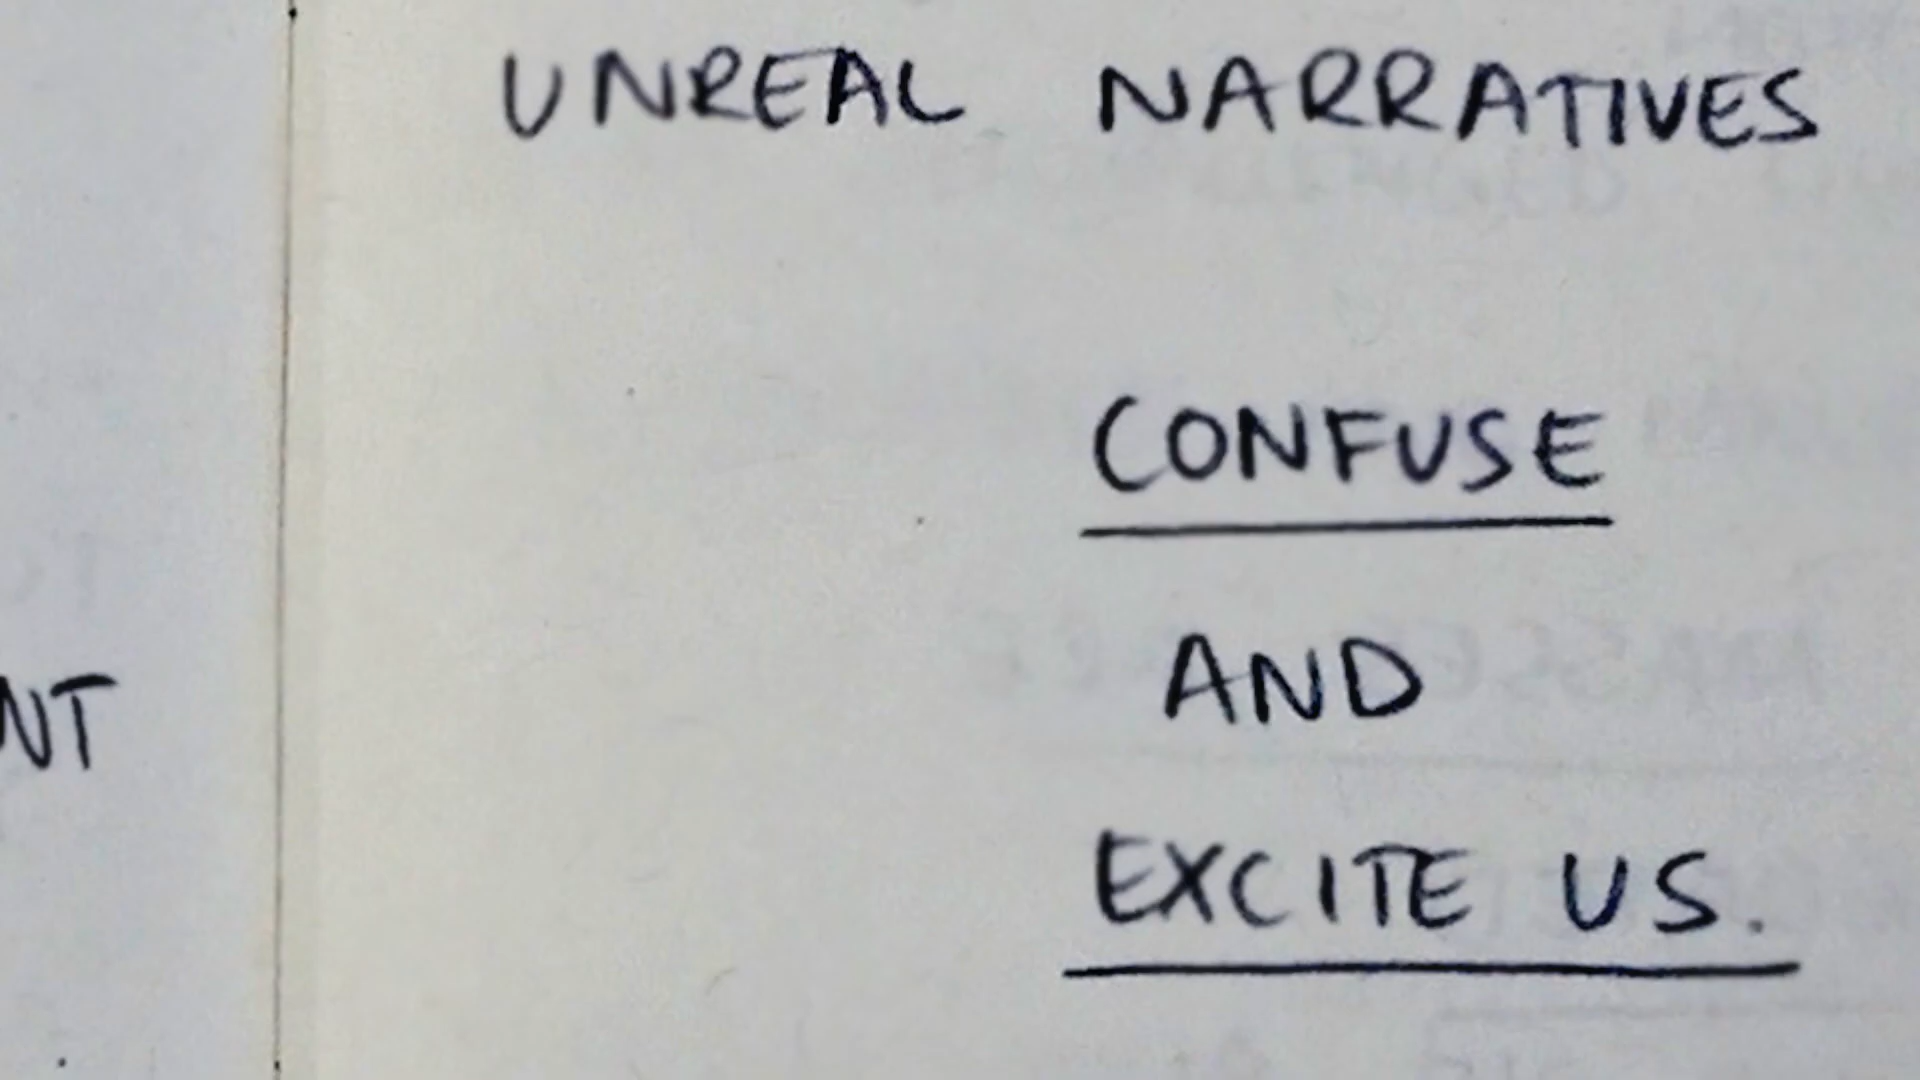 UNREAL NARRATIVES
CONFUSE
AND
EXCITE US.